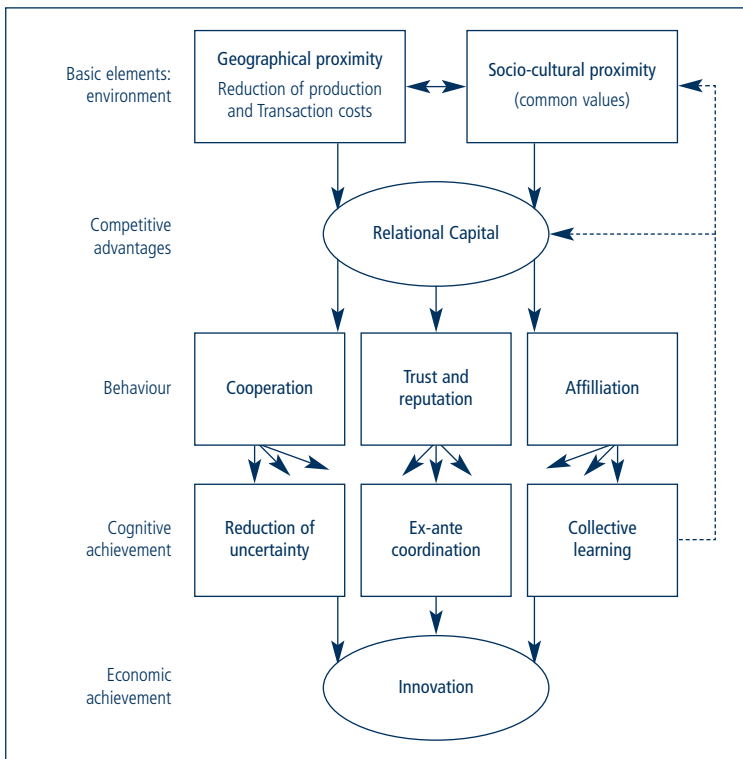 Basic elements:
environment
Geographical proximity
Reduction of production
and Transaction costs
Socio-cultural proximity
(common values)
Competitive
advantages
Relational Capital
Behaviour
Cooperation
Trust and
reputation
Affilliation
Cognitive
achievement
Reduction of
uncertainty
Ex-ante
coordination
Collective
learning
Economic
achievement
Innovation